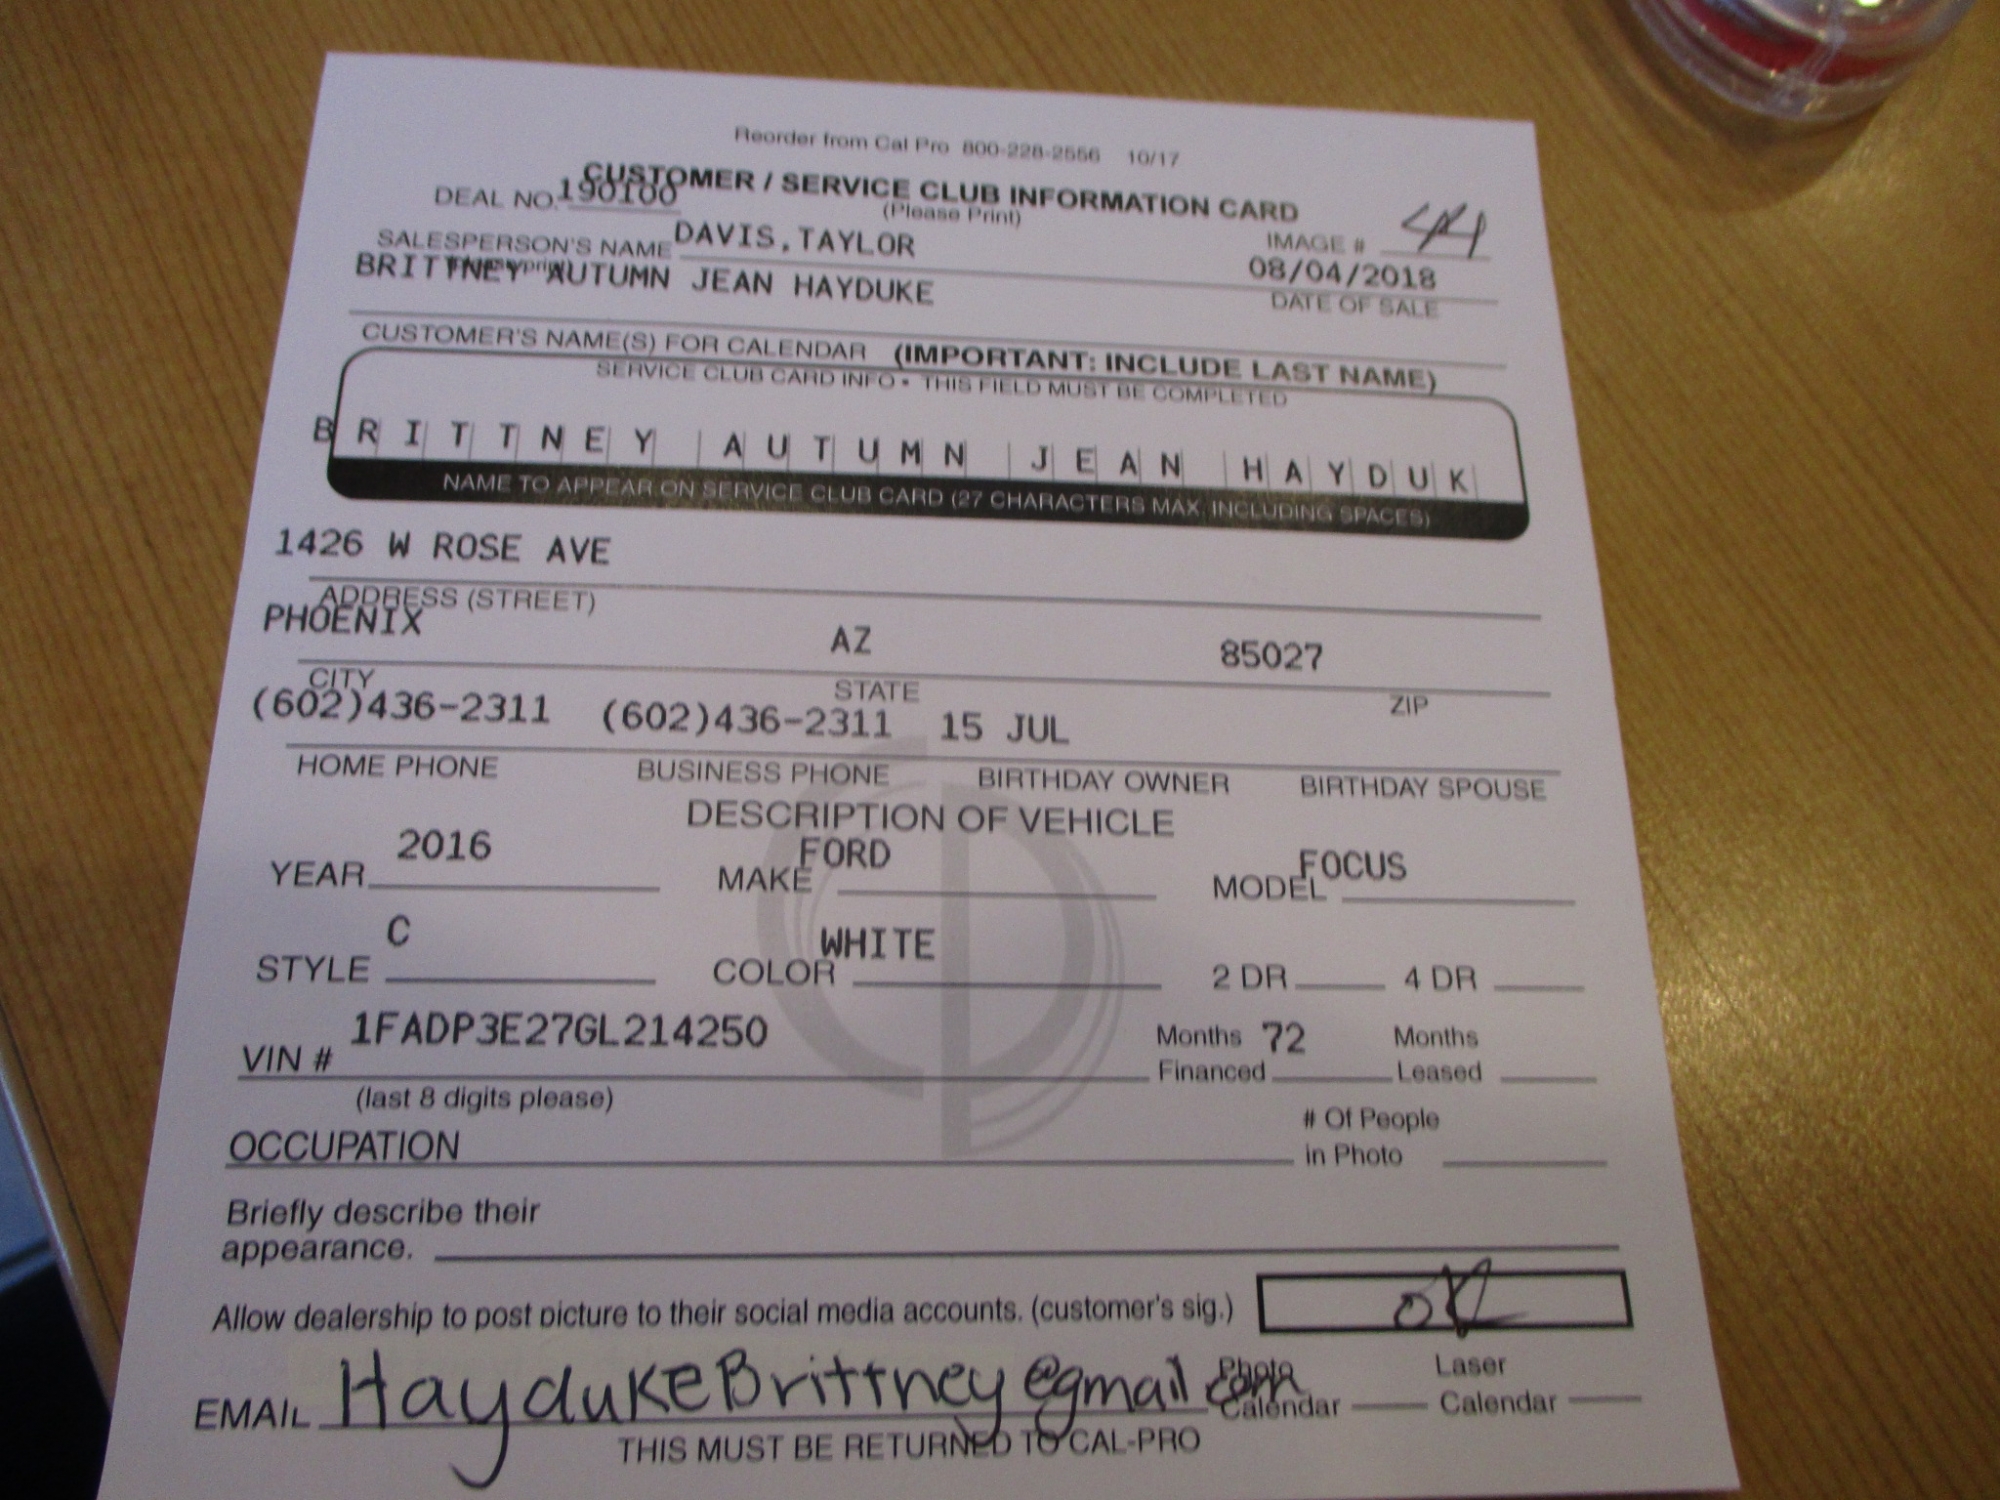 Reorder from Cal Pro 800-228-2556 10/17
CUSTOMER / SERVICE CLUB INFORMATION CARD
DEAL NO. 190100
(Please Print)
SALESPERSON'S NAME DAVIS, TAYLOR
IMAGE # 44
BRITTNEY AUTUMN JEAN HAYDUKE
08/04/2018
DATE OF SALE
CUSTOMER'S NAME(S) FOR CALENDAR (IMPORTANT: INCLUDE LAST NAME)
SERVICE CLUB CARD INFO • THIS FIELD MUST BE COMPLETED
BRITTNEY AUTUMN JEAN HAYDUK
NAME TO APPEAR ON SERVICE CLUB CARD (27 CHARACTERS MAX. INCLUDING SPACES)
1426 W ROSE AVE
ADDRESS (STREET)
PHOENIX AZ 85027
CITY STATE ZIP
(602)436-2311 (602)436-2311 15 JUL
HOME PHONE BUSINESS PHONE BIRTHDAY OWNER BIRTHDAY SPOUSE
DESCRIPTION OF VEHICLE
YEAR 2016 MAKE FORD MODEL FOCUS
STYLE C COLOR WHITE 2 DR 4 DR
VIN # 1FADP3E27GL214250 Months Financed 72 Months Leased
(last 8 digits please)
OCCUPATION # Of People in Photo
Briefly describe their
appearance.
Allow dealership to post picture to their social media accounts. (customer's sig.) OK
EMAIL HaydukeBrittney@gmail.com Photo Calendar Laser Calendar
THIS MUST BE RETURNED TO CAL-PRO